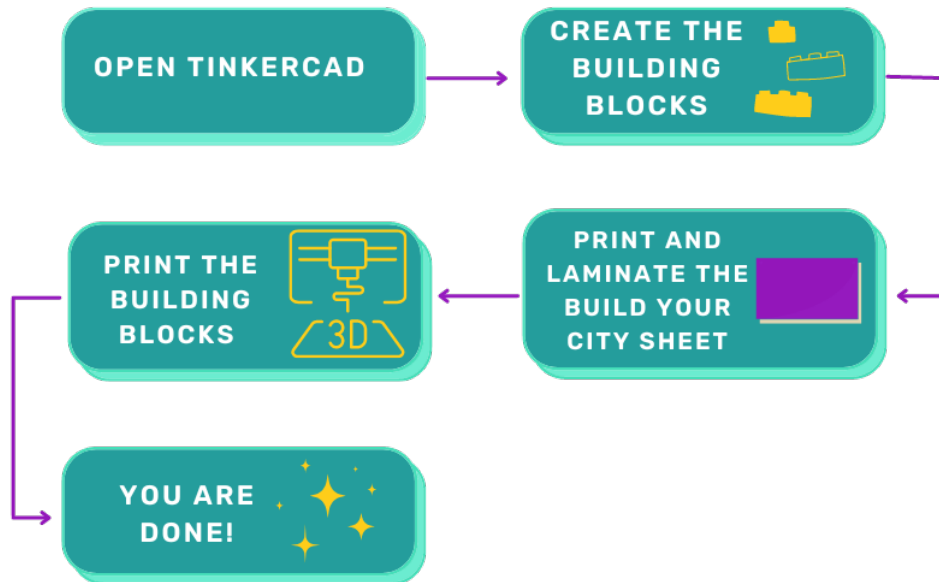 OPEN TINKERCAD
CREATE THE
BUILDING
BLOCKS
PRINT AND
LAMINATE THE
BUILD YOUR
CITY SHEET
PRINT THE
BUILDING
BLOCKS
3D
YOU ARE
DONE!